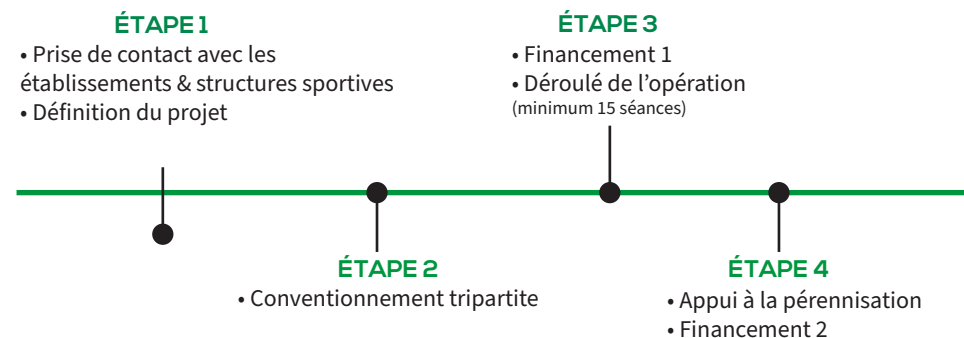 ÉTAPE 1
• Prise de contact avec les
établissements & structures sportives
• Définition du projet
ÉTAPE 2
• Conventionnement tripartite
ÉTAPE 3
• Financement 1
• Déroulé de l’opération
(minimum 15 séances)
ÉTAPE 4
• Appui à la pérennisation
• Financement 2